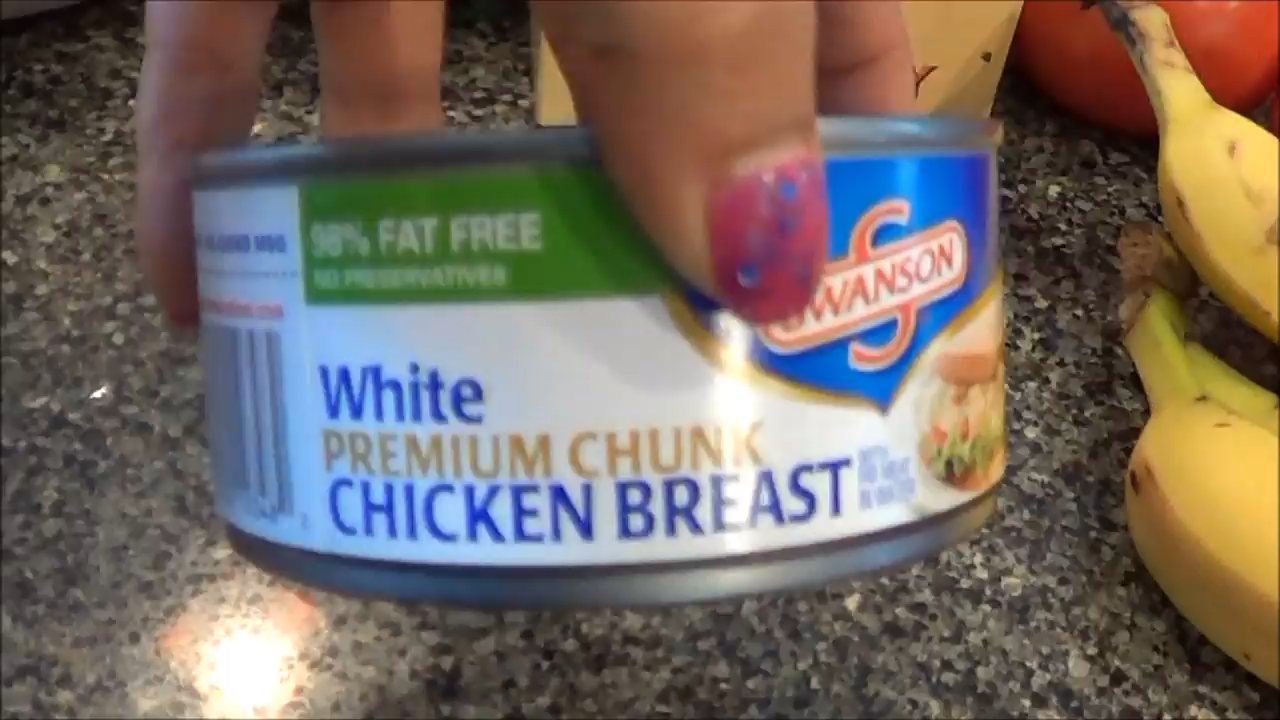 98% FAT FREE
NO PRESERVATIVES
SWANSON
White
PREMIUM CHUNK
CHICKEN BREAST